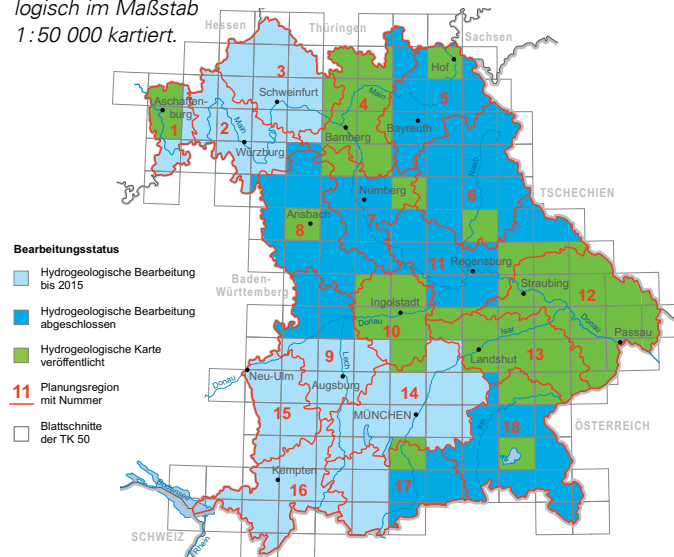 logisch im Maßstab
1:50 000 kartiert.
Hessen
Thüringen
Sachsen
Hof
3
Schweinfurt
Main
4
5
Aschaffen-
burg
1
2
Main
Würzburg
Bamberg
Bayreuth
Naab
TSCHECHIEN
Nürnberg
6
Ansbach
8
7
Bearbeitungsstatus
Hydrogeologische Bearbeitung
bis 2015
Hydrogeologische Bearbeitung
abgeschlossen
Hydrogeologische Karte
veröffentlicht
11 Planungsregion
mit Nummer
Blattschnitte
der TK 50
Baden-
Württemberg
11
Regensburg
Straubing
12
Ingolstadt
Donau
10
Donau
Passau
Isar
Landshut
13
9
Lech
Donau
Neu-Ulm
Augsburg
14
15
MÜNCHEN
Inn
18
ÖSTERREICH
Kempten
16
17
Bodensee
SCHWEIZ
Rhein